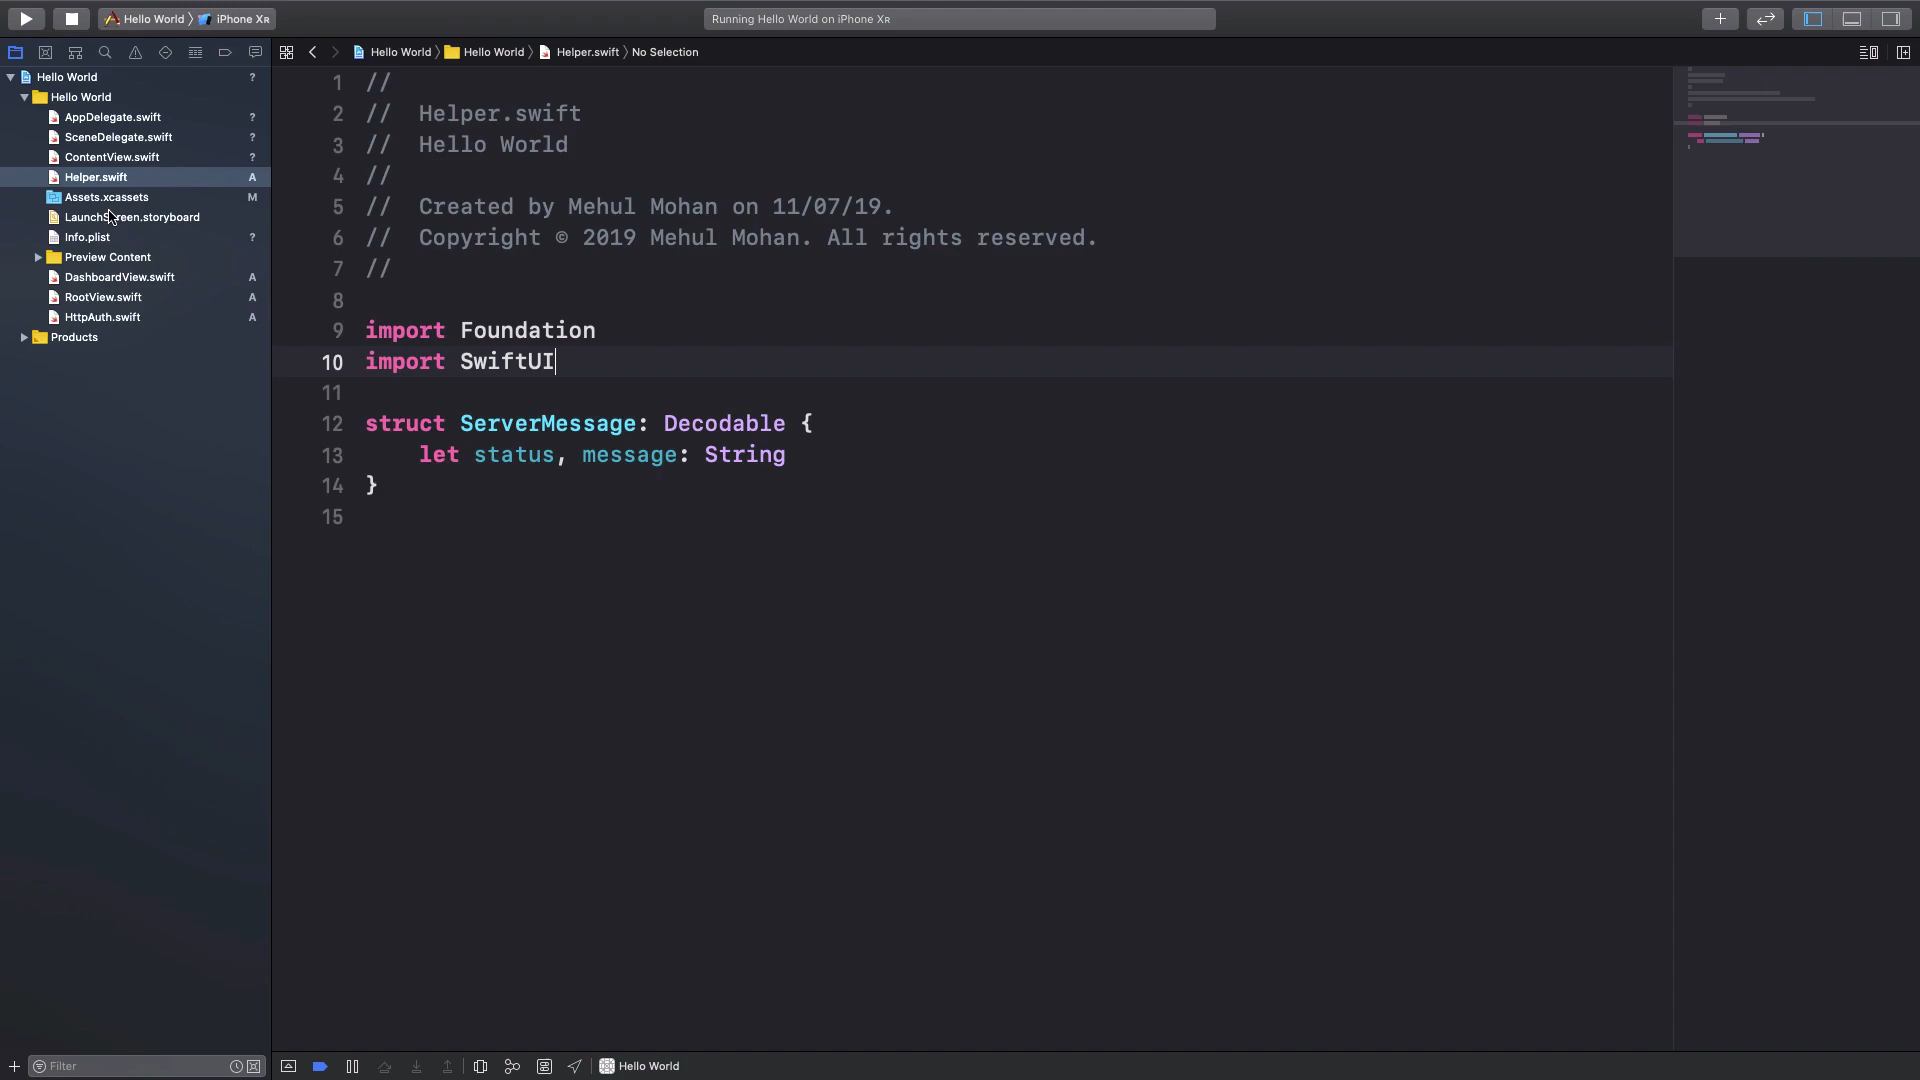 Hello World iPhone XR
Running Hello World on iPhone XR
Hello World Hello World Helper.swift No Selection
Hello World ?
Hello World
AppDelegate.swift ?
SceneDelegate.swift ?
ContentView.swift ?
Helper.swift A
Assets.xcassets M
LaunchScreen.storyboard
Info.plist ?
Preview Content
DashboardView.swift A
RootView.swift A
HttpAuth.swift A
Products
1 //
2 // Helper.swift
3 // Hello World
4 //
5 // Created by Mehul Mohan on 11/07/19.
6 // Copyright © 2019 Mehul Mohan. All rights reserved.
7 //
8
9 import Foundation
10 import SwiftUI
11
12 struct ServerMessage: Decodable {
13 let status, message: String
14 }
15
Filter
Hello World